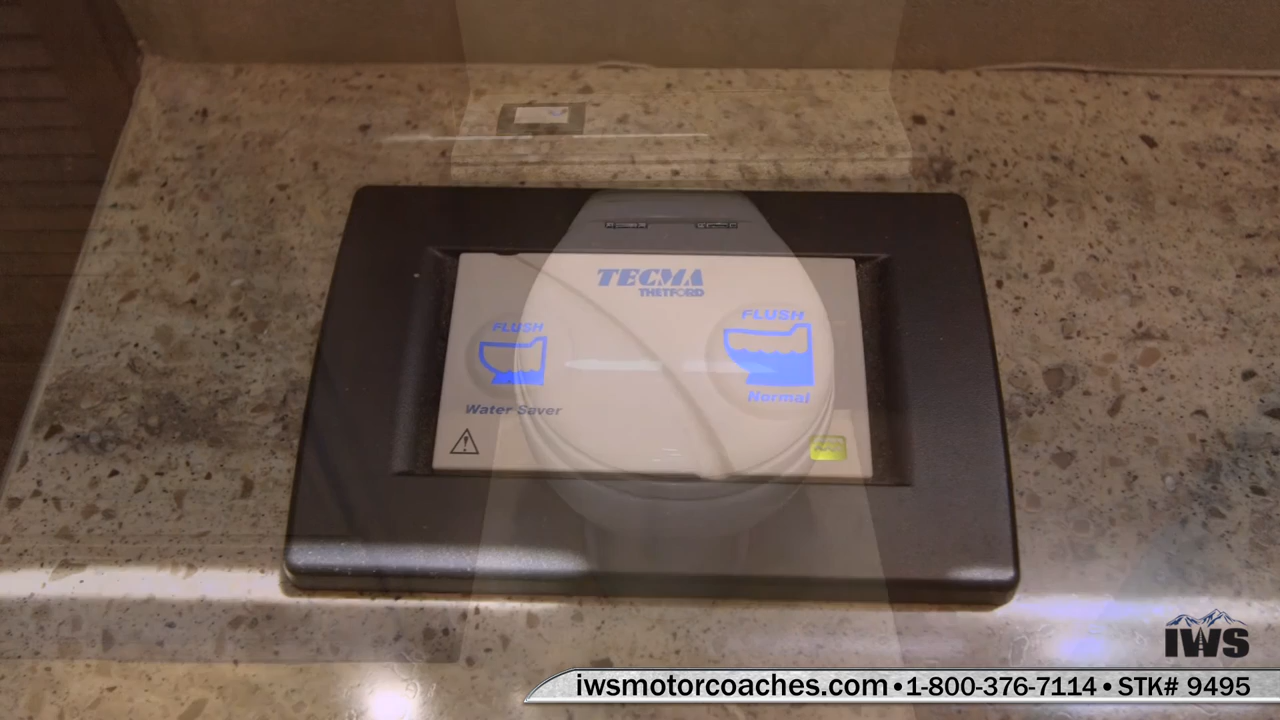 TECMA
THETFORD
FLUSH
FLUSH
Water Saver
Normal
IWS
iwsmotorcoaches.com•1-800-376-7114•STK# 9495